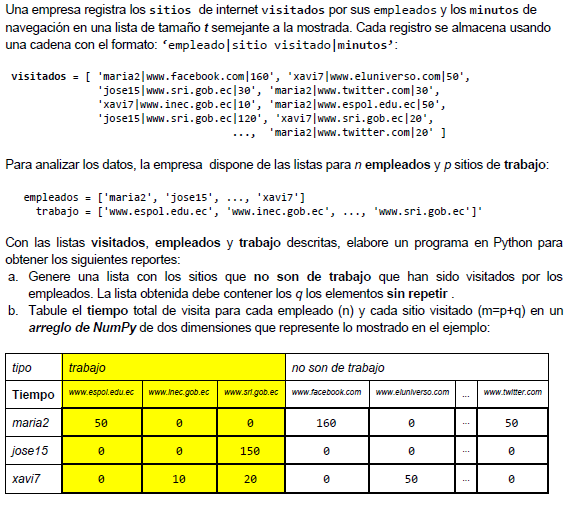 Una empresa registra los sitios de internet visitados por sus empleados y los minutos de
navegación en una lista de tamaño t semejante a la mostrada. Cada registro se almacena usando
una cadena con el formato: ‘empleado|sitio visitado|minutos’:
visitados = [ 'maria2|www.facebook.com|160', 'xavi7|www.eluniverso.com|50',
'jose15|www.sri.gob.ec|30', 'maria2|www.twitter.com|30',
'xavi7|www.inec.gob.ec|10', 'maria2|www.espol.edu.ec|50',
'jose15|www.sri.gob.ec|120', 'xavi7|www.sri.gob.ec|20',
..., 'maria2|www.twitter.com|20' ]
Para analizar los datos, la empresa dispone de las listas para n empleados y p sitios de trabajo:
empleados = ['maria2', 'jose15', ..., 'xavi7']
trabajo = ['www.espol.edu.ec', 'www.inec.gob.ec', ..., 'www.sri.gob.ec']'
Con las listas visitados, empleados y trabajo descritas, elabore un programa en Python para
obtener los siguientes reportes:
a. Genere una lista con los sitios que no son de trabajo que han sido visitados por los
empleados. La lista obtenida debe contener los q los elementos sin repetir .
b. Tabule el tiempo total de visita para cada empleado (n) y cada sitio visitado (m=p+q) en un
arreglo de NumPy de dos dimensiones que represente lo mostrado en el ejemplo:
tipo trabajo no son de trabajo
Tiempo www.espol.edu.ec www.inec.gob.ec www.sri.gob.ec www.facebook.com www.eluniverso.com ... www.twitter.com
maria2 50 0 0 160 0 ... 50
jose15 0 0 150 0 0 ... 0
xavi7 0 10 20 0 50 ... 0